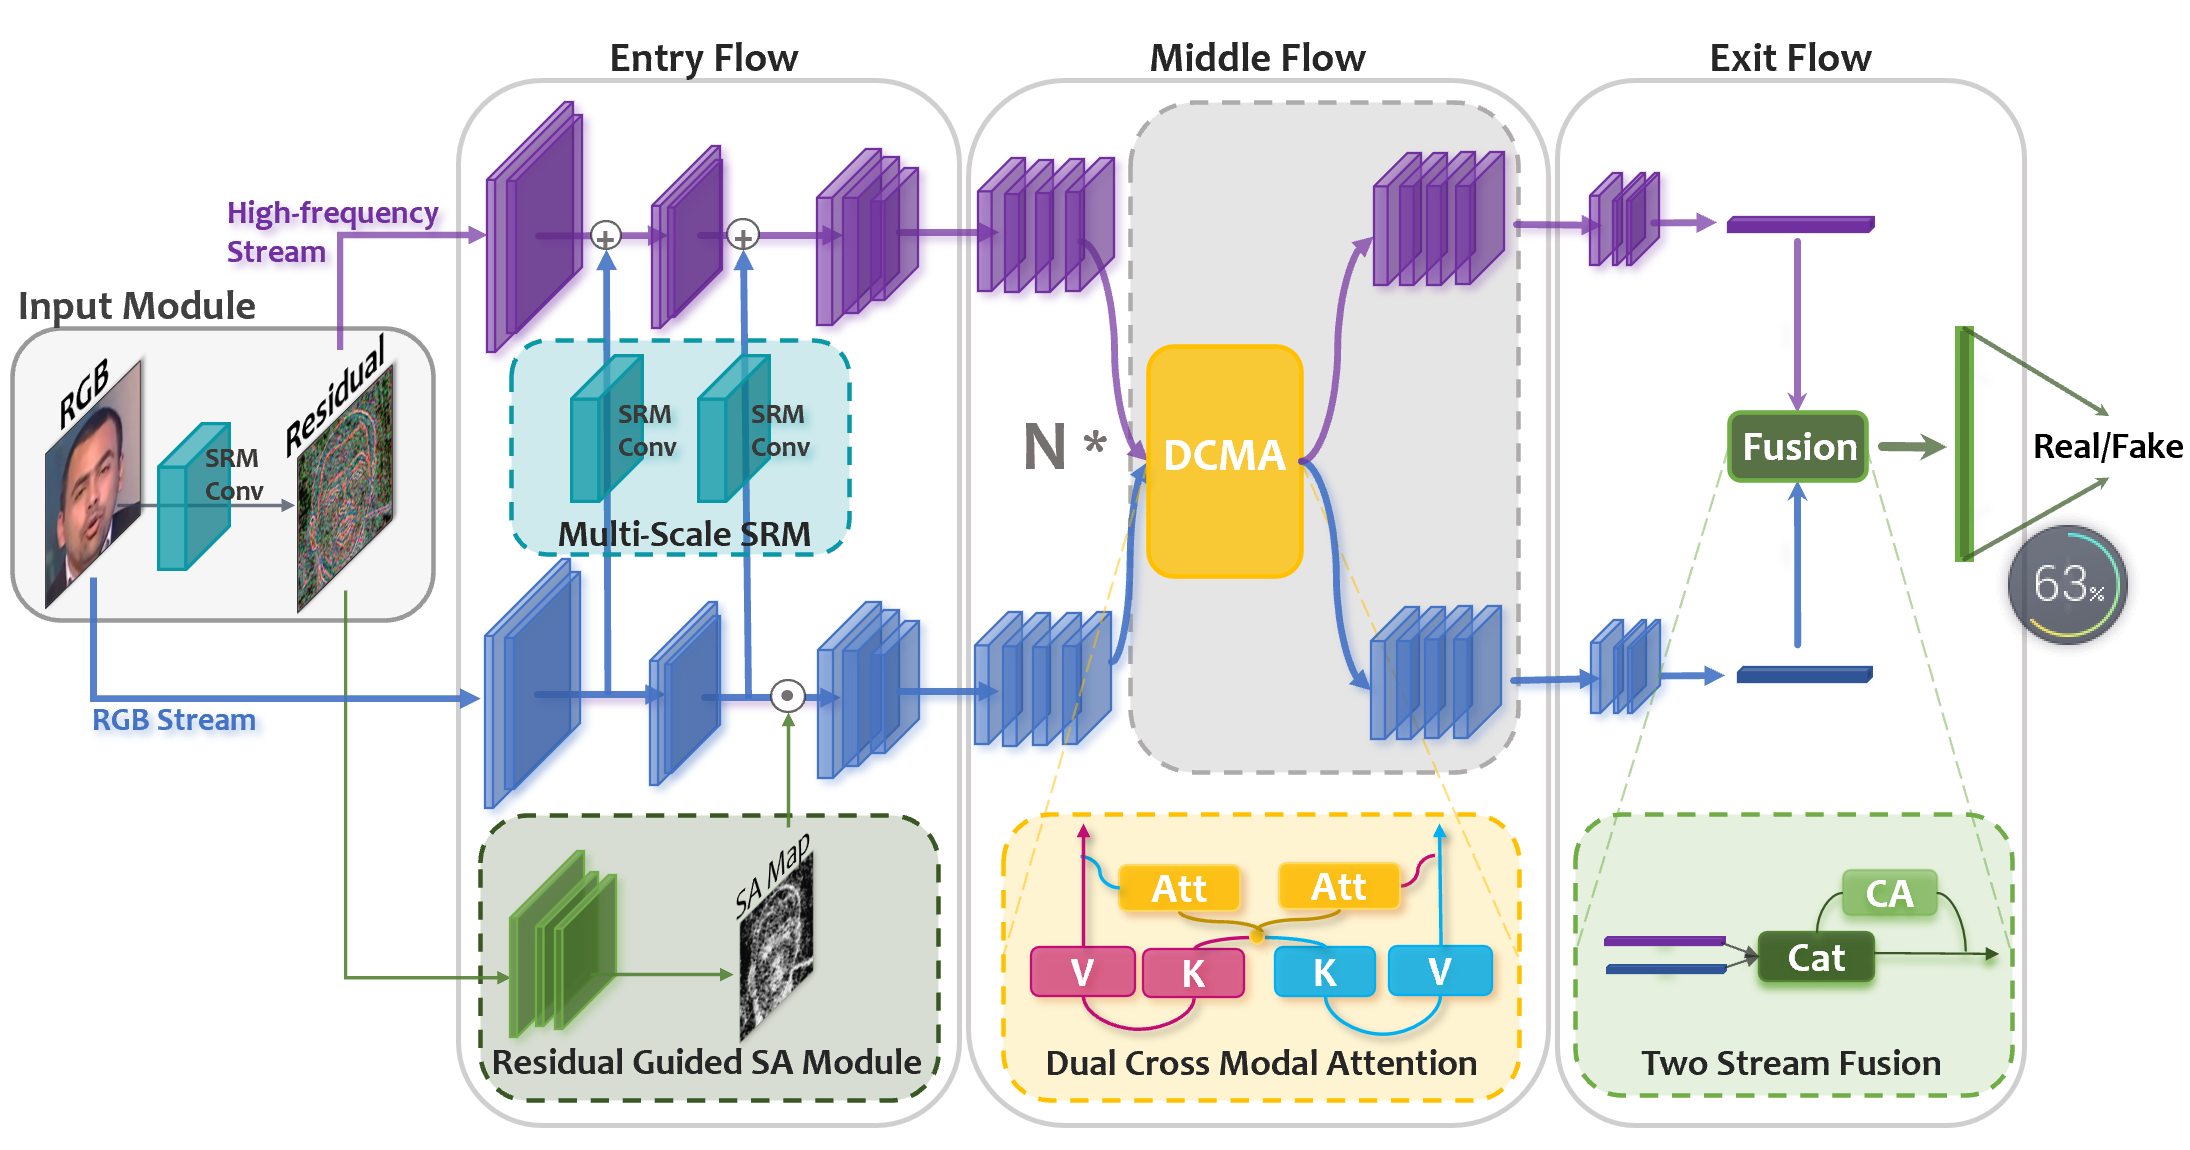 Entry Flow
Middle Flow
Exit Flow
High-frequency
Stream
Input Module
RGB
SRM
Conv
Residual
SRM
Conv
SRM
Conv
Multi-Scale SRM
N *
DCMA
Fusion
Real/Fake
63%
RGB Stream
SA Map
Residual Guided SA Module
Att
Att
V
K
K
V
Dual Cross Modal Attention
CA
Cat
Two Stream Fusion